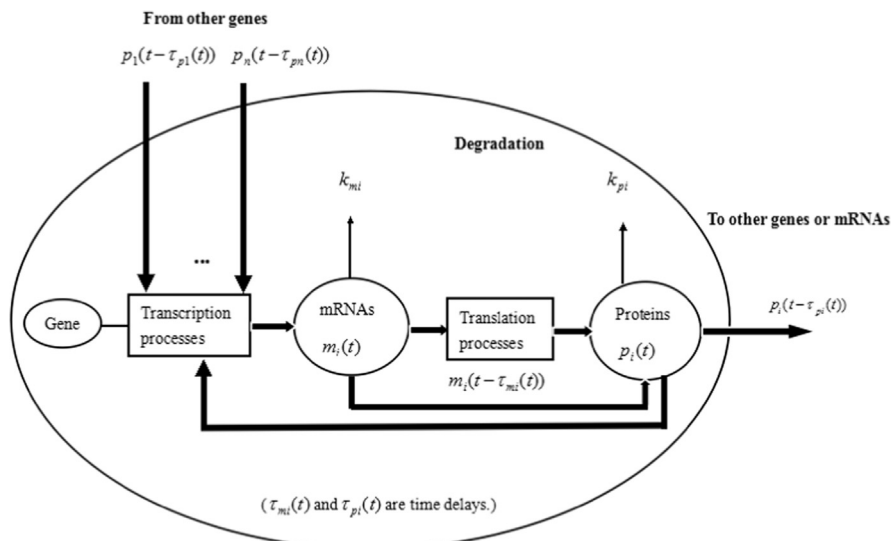 From other genes
p₁(t−τₚ₁(t)) pₙ(t−τₚₙ(t))
Degradation
kₘᵢ
kₚᵢ
To other genes or mRNAs
...
Gene
Transcription
processes
mRNAs
mᵢ(t)
Translation
processes
Proteins
pᵢ(t)
pᵢ(t−τₚᵢ(t))
mᵢ(t−τₘᵢ(t))
(τₘᵢ(t) and τₚᵢ(t) are time delays.)